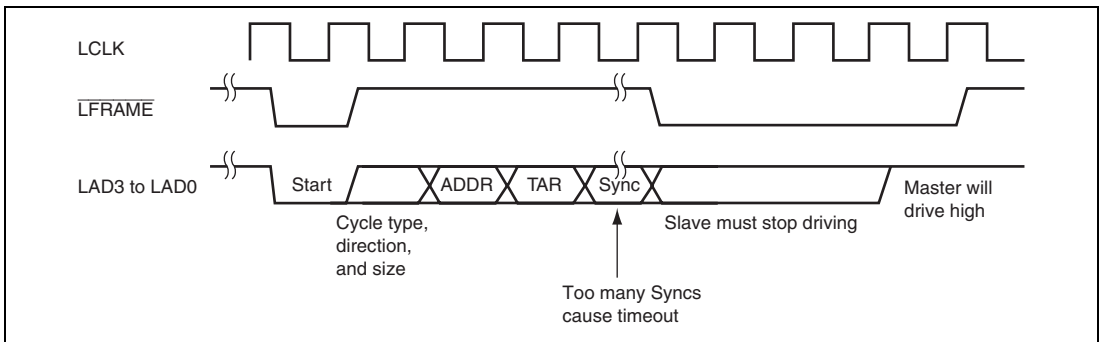 LCLK
LFRAME
LAD3 to LAD0
Start
ADDR
TAR
Sync
Master will
drive high
Cycle type,
direction,
and size
Slave must stop driving
Too many Syncs
cause timeout